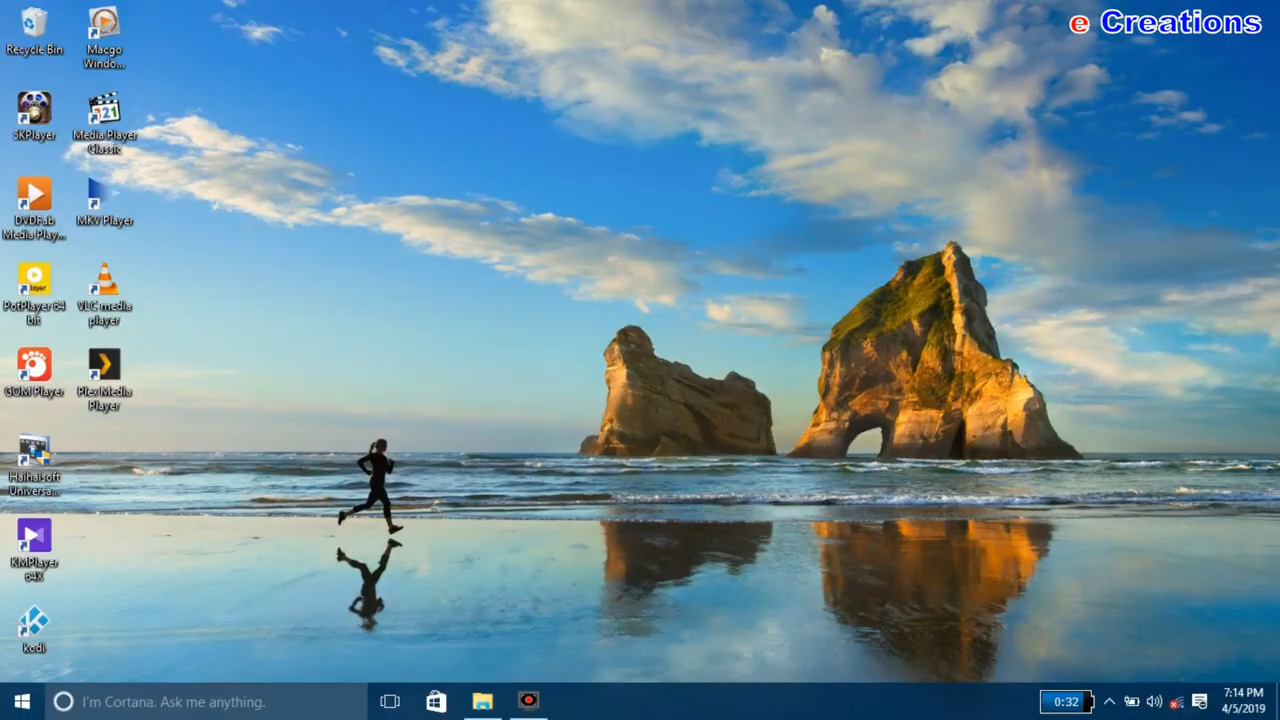 e Creations
Recycle Bin
Macgo
Windo...
5KPlayer
Media Player
Classic
DVDFab
Media Play...
MKV Player
PotPlayer 64
bit
VLC media
player
GOM Player
Plex Media
Player
Haihaisoft
Universa...
KMPlayer
64X
kodi
I'm Cortana. Ask me anything.
0:32
7:14 PM
4/5/2019